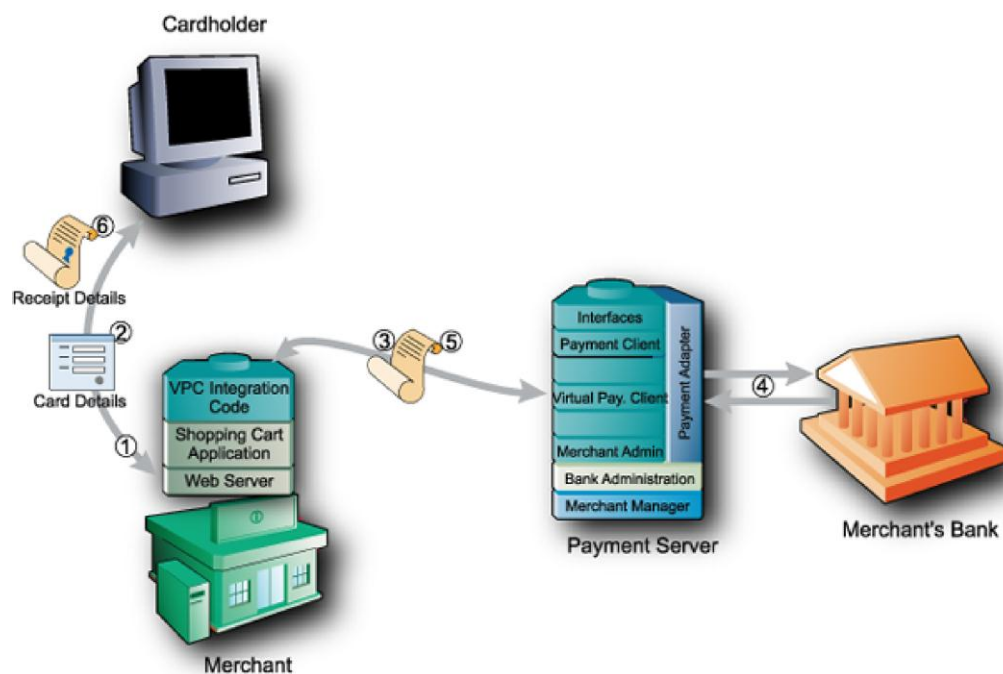 Cardholder
6
Receipt Details
2
Card Details
1
VPC Integration
Code
Shopping Cart
Application
Web Server
Merchant
3
5
Interfaces
Payment Client
Virtual Pay. Client
Merchant Admin
Payment Adapter
Bank Administration
Merchant Manager
Payment Server
4
Merchant's Bank